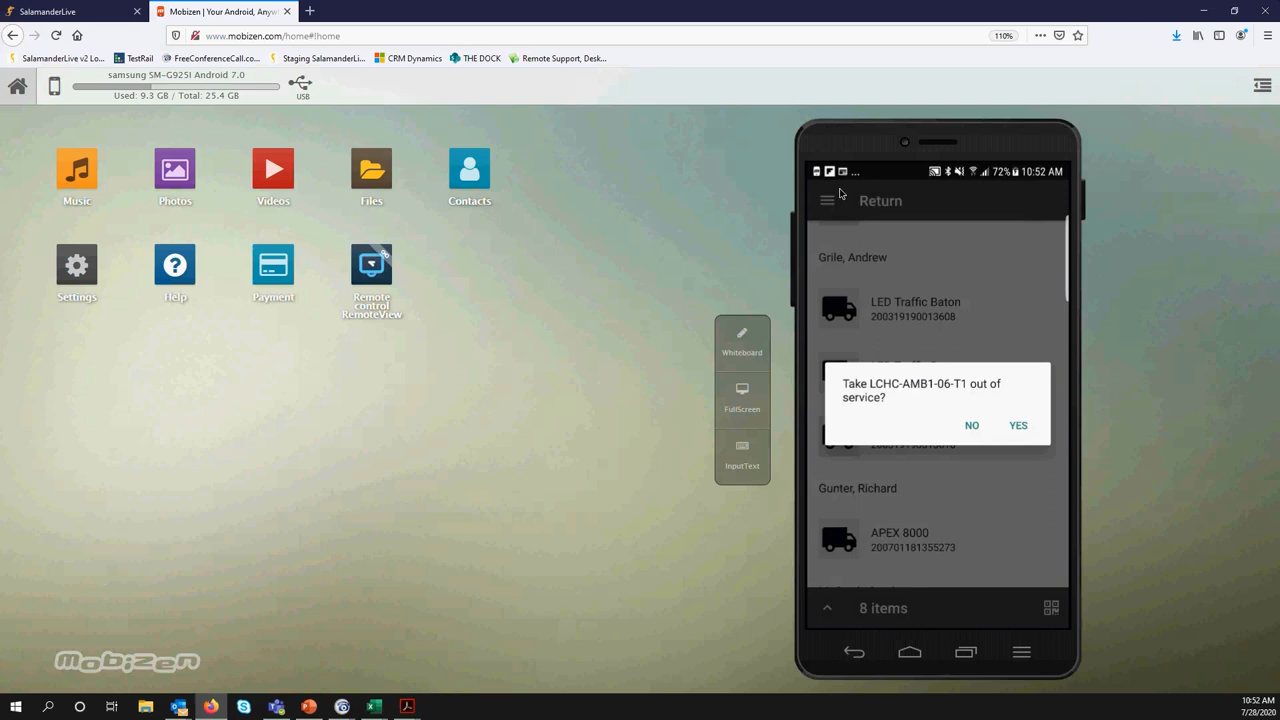 SalamanderLive
Mobizen | Your Android, Anyw
www.mobizen.com/home#!home
110%
SalamanderLive v2 Lo...
TestRail
FreeConferenceCall.co...
Staging SalamanderLi...
CRM Dynamics
THE DOCK
Remote Support, Desk...
samsung SM-G925I Android 7.0
Used: 9.3 GB / Total: 25.4 GB
USB
Music
Photos
Videos
Files
Contacts
Settings
Help
Payment
Remote
control
RemoteView
Whiteboard
FullScreen
InputText
72% 10:52 AM
Return
Grile, Andrew
LED Traffic Baton
200319190013608
Take LCHC-AMB1-06-T1 out of
service?
NO
YES
Gunter, Richard
APEX 8000
200701181355273
8 items
mobizen
10:52 AM
7/28/2020